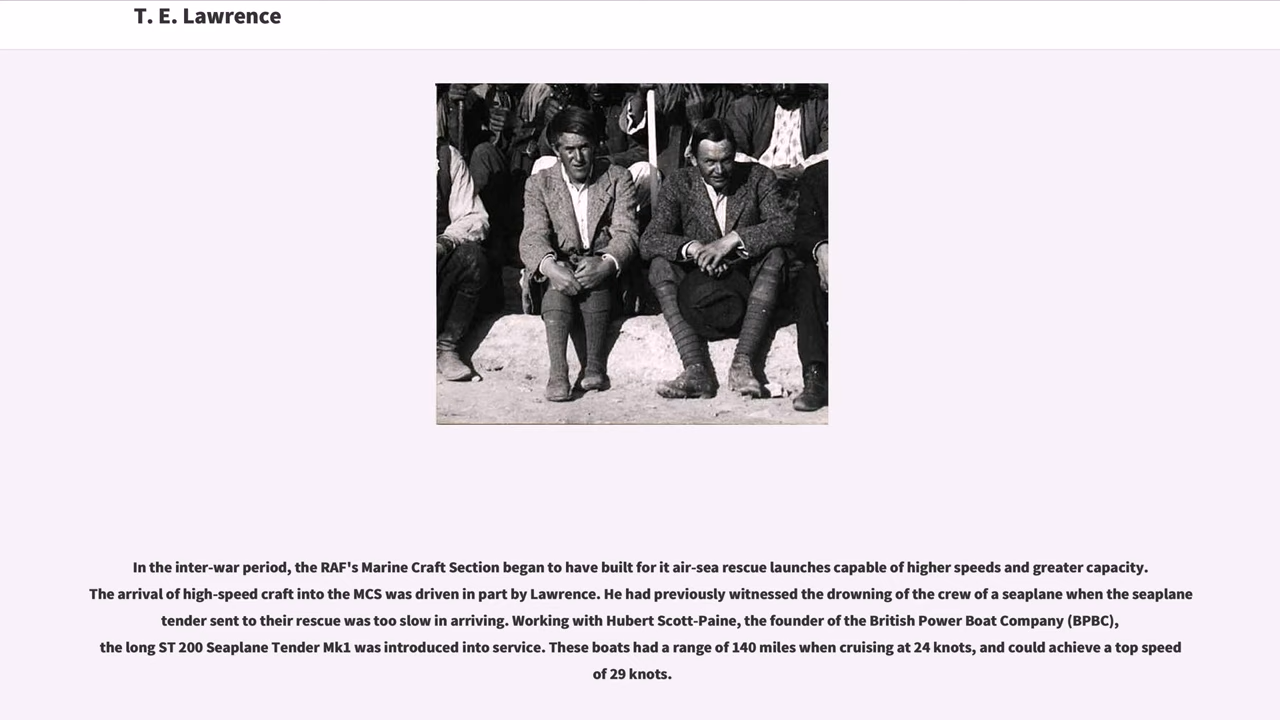 T. E. Lawrence
In the inter-war period, the RAF's Marine Craft Section began to have built for it air-sea rescue launches capable of higher speeds and greater capacity.
The arrival of high-speed craft into the MCS was driven in part by Lawrence. He had previously witnessed the drowning of the crew of a seaplane when the seaplane
tender sent to their rescue was too slow in arriving. Working with Hubert Scott-Paine, the founder of the British Power Boat Company (BPBC),
the long ST 200 Seaplane Tender Mk1 was introduced into service. These boats had a range of 140 miles when cruising at 24 knots, and could achieve a top speed
of 29 knots.